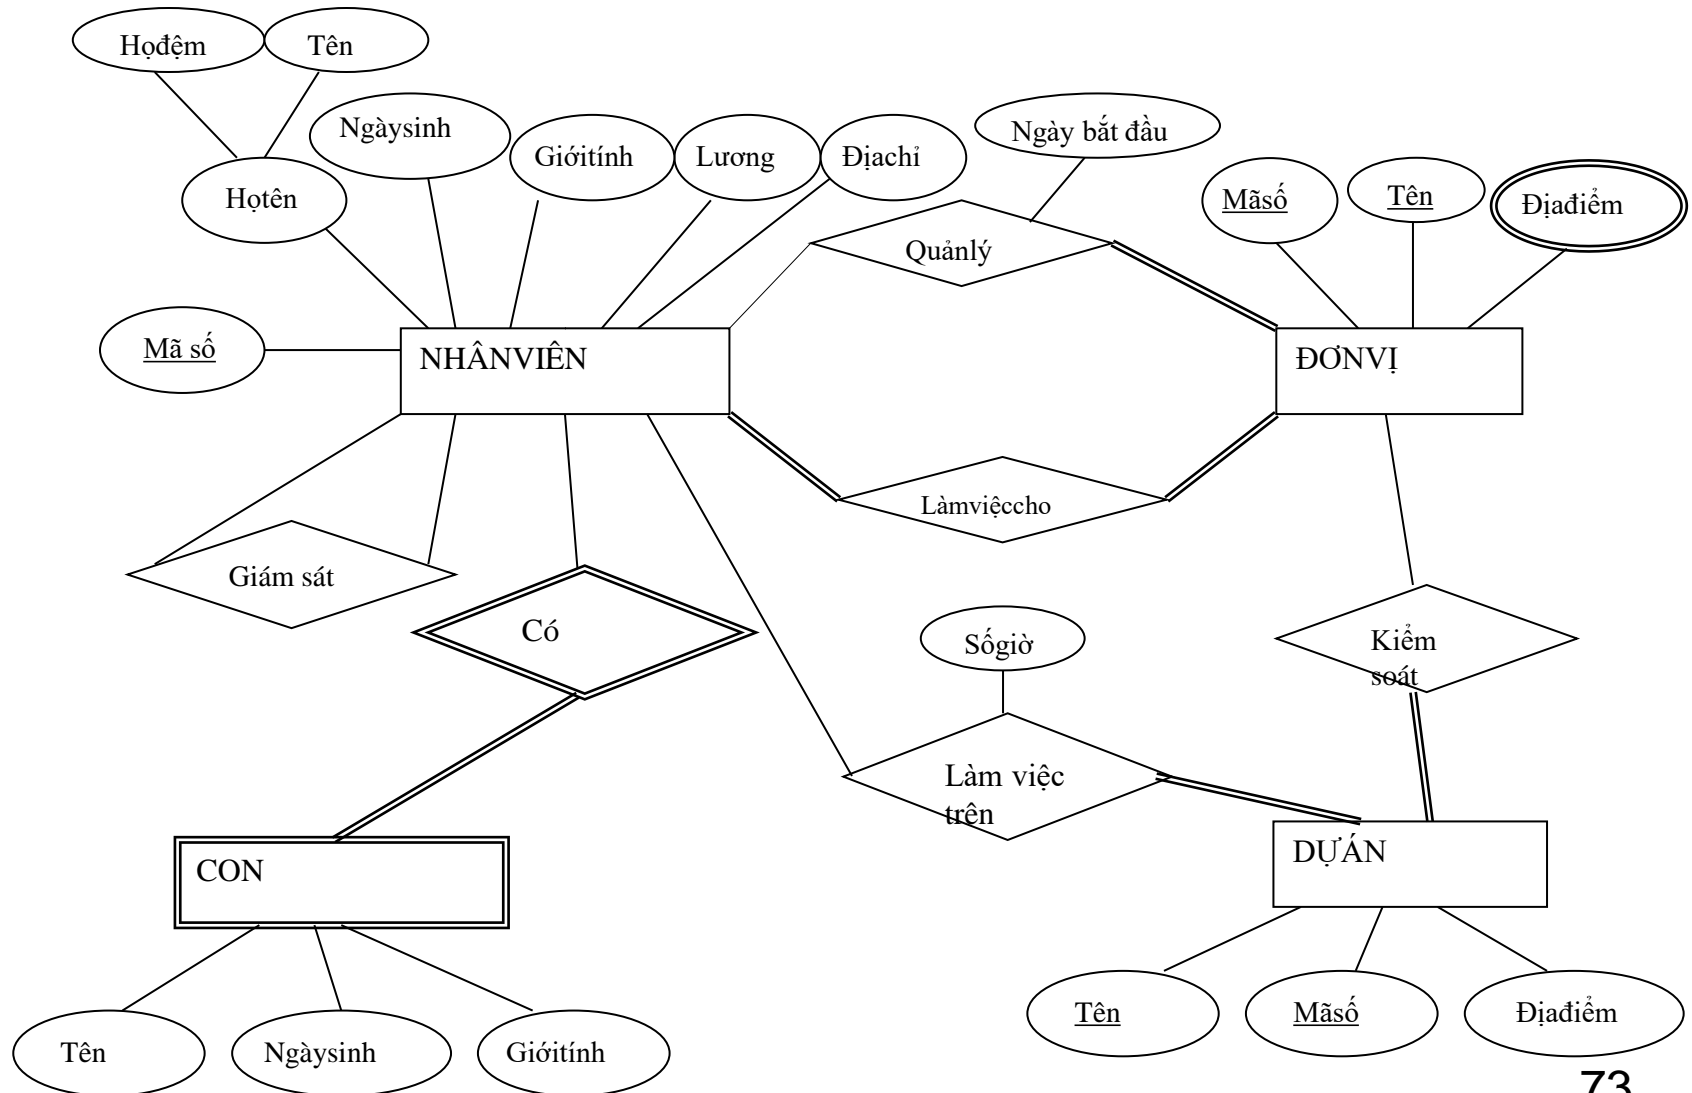 Họđệm
Tên
Ngàysinh
Giớitính
Lương
Địachỉ
Ngày bắt đầu
Họtên
Mãsố
Tên
Địađiểm
Quảnlý
Mã số
NHÂNVIÊN
ĐƠNVỊ
Làmviệccho
Giám sát
Có
Sốgiờ
Kiểm
soát
Làm việc
trên
CON
DỰÁN
Tên
Ngàysinh
Giớitính
Tên
Mãsố
Địađiểm
73